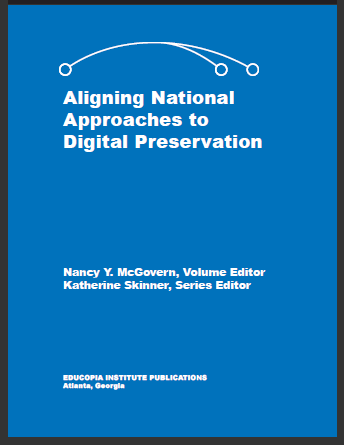 Aligning National
Approaches to
Digital Preservation
Nancy Y. McGovern, Volume Editor
Katherine Skinner, Series Editor
EDUCOPIA INSTITUTE PUBLICATIONS
Atlanta, Georgia